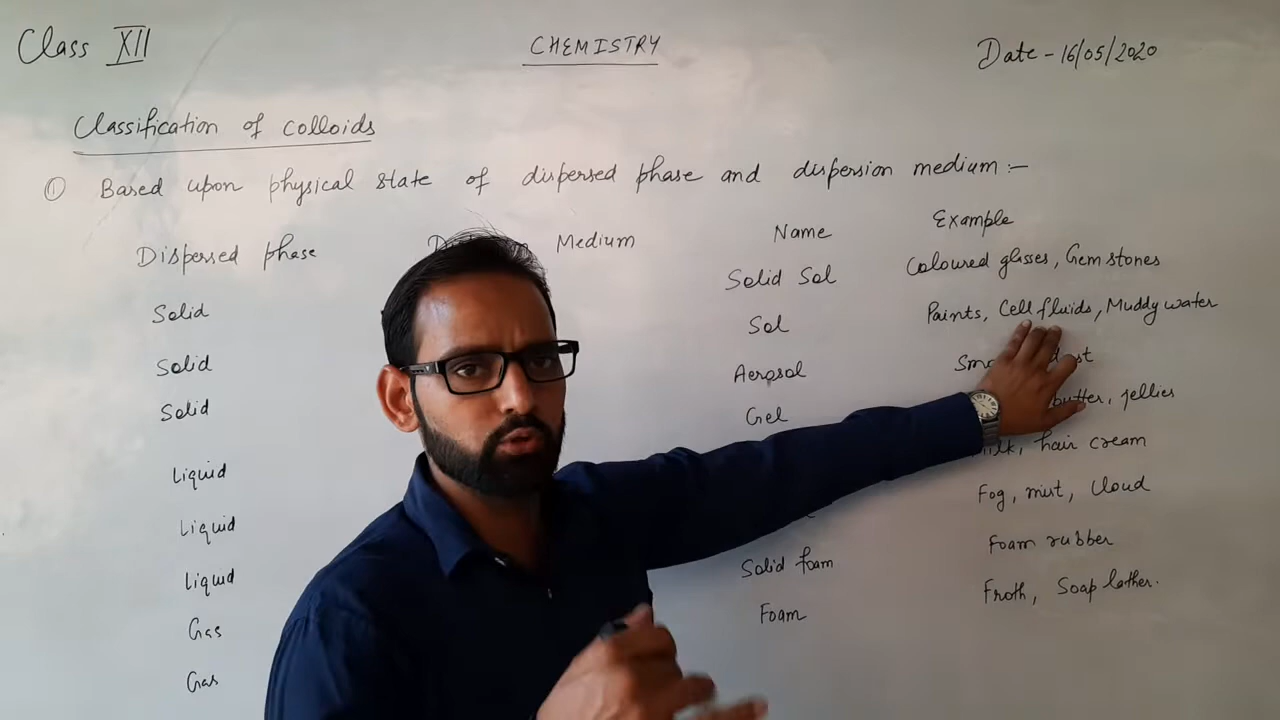 Class XII CHEMISTRY Date - 16/05/2020
Classification of colloids
① Based upon physical state of dispersed phase and dispersion medium :-
Dispersed phase Medium Name Example
Solid Solid Sol Coloured glasses, Gem stones
Solid Sol Paints, Cell fluids, Muddy water
Solid Aerosol
Liquid Gel butter, jellies
Liquid hair cream
Liquid Fog, mist, Cloud
Gas Solid foam Foam rubber
Gas Foam Froth, Soap lather.